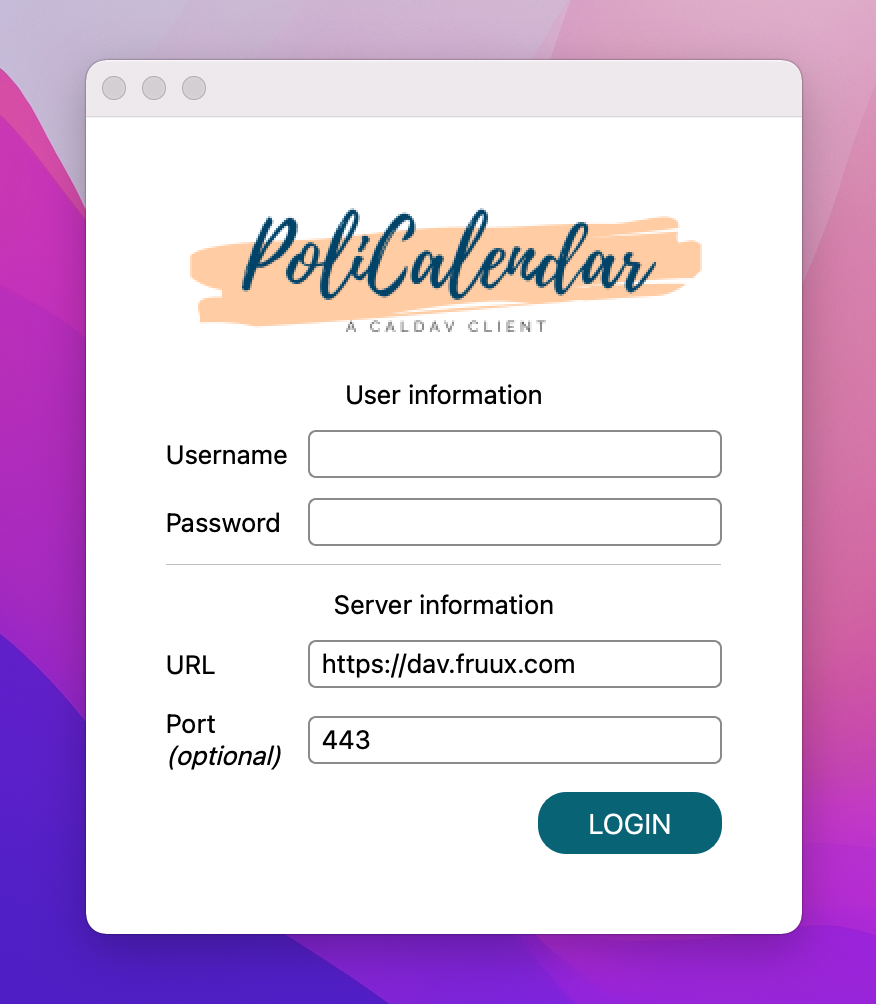 PoliCalendar
A CALDAV CLIENT
User information
Username
Password
Server information
URL
https://dav.fruux.com
Port
(optional)
443
LOGIN